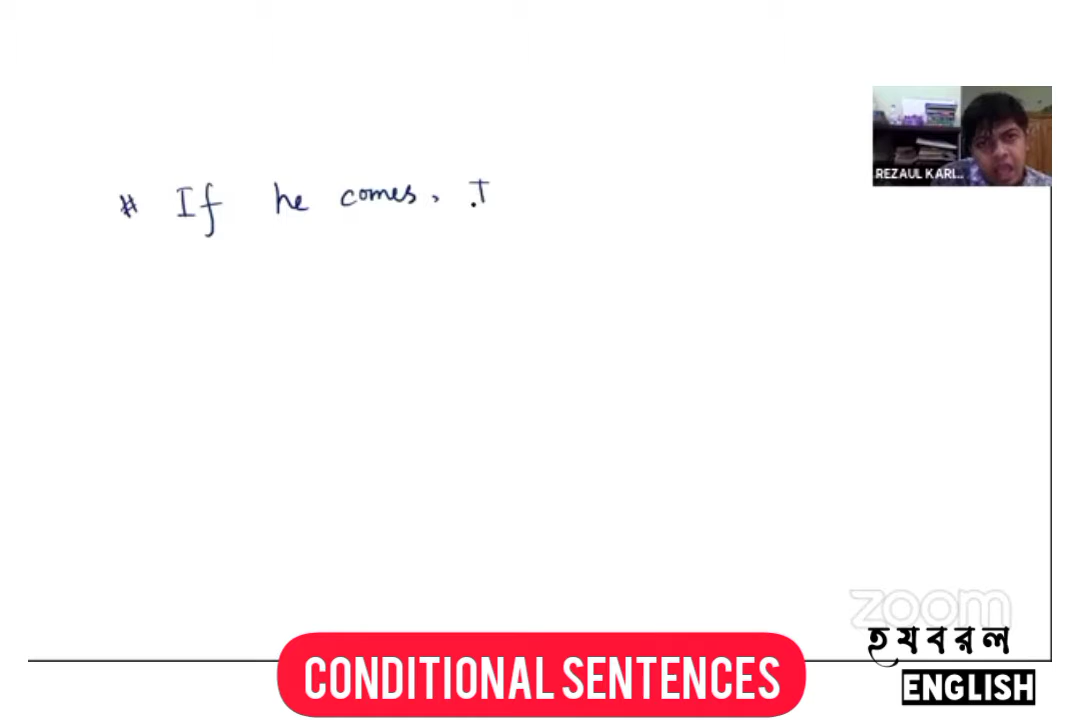 .REZAUL KARI...
# If he comes, I
zoom
হযবরল
CONDITIONAL SENTENCES
ENGLISH